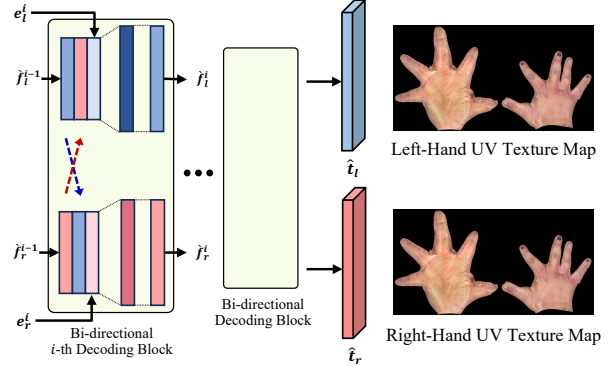 e_l^i
f̀_l^{i-1}
f̀_l^i
t̂_l
Left-Hand UV Texture Map
f̀_r^{i-1}
f̀_r^i
e_r^i
Bi-directional
i-th Decoding Block
Bi-directional
Decoding Block
t̂_r
Right-Hand UV Texture Map